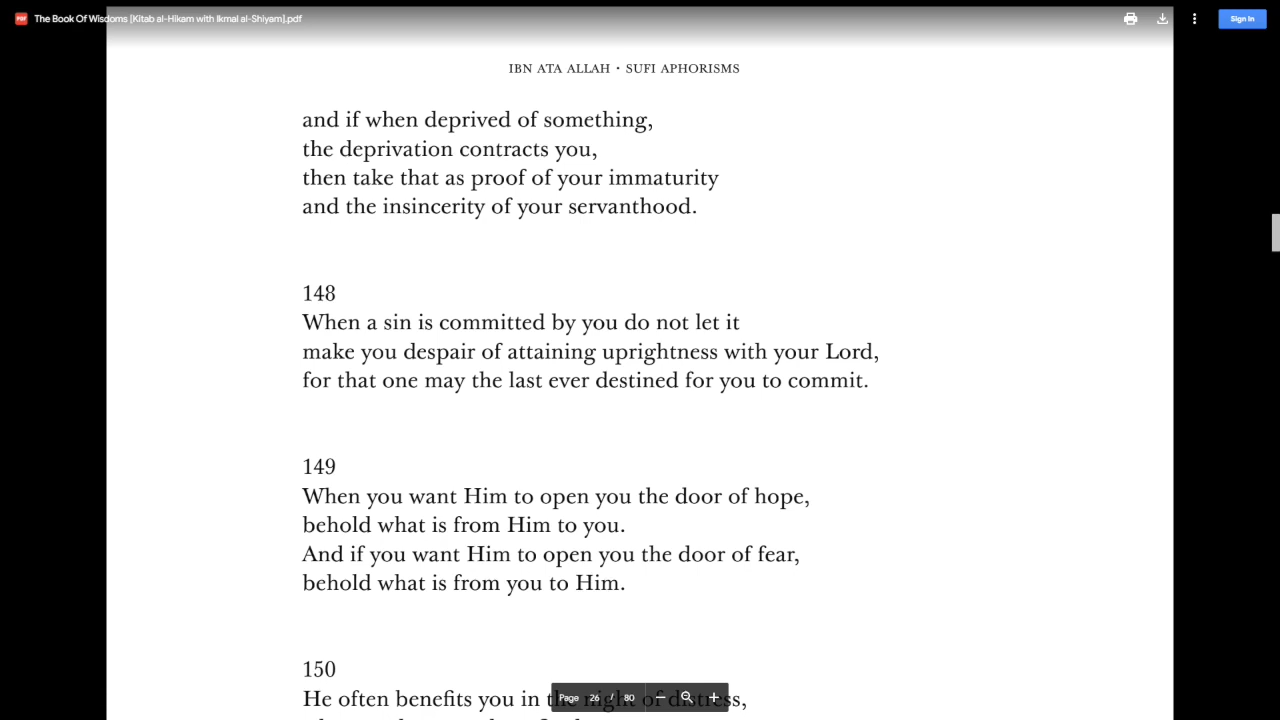 The Book Of Wisdoms [Kitab al-Hikam with Ikmal al-Shiyam].pdf
Sign in
IBN ATA ALLAH • SUFI APHORISMS
and if when deprived of something,
the deprivation contracts you,
then take that as proof of your immaturity
and the insincerity of your servanthood.
148
When a sin is committed by you do not let it
make you despair of attaining uprightness with your Lord,
for that one may the last ever destined for you to commit.
149
When you want Him to open you the door of hope,
behold what is from Him to you.
And if you want Him to open you the door of fear,
behold what is from you to Him.
150
He often benefits you in the night of distress,
Page 26 / 80